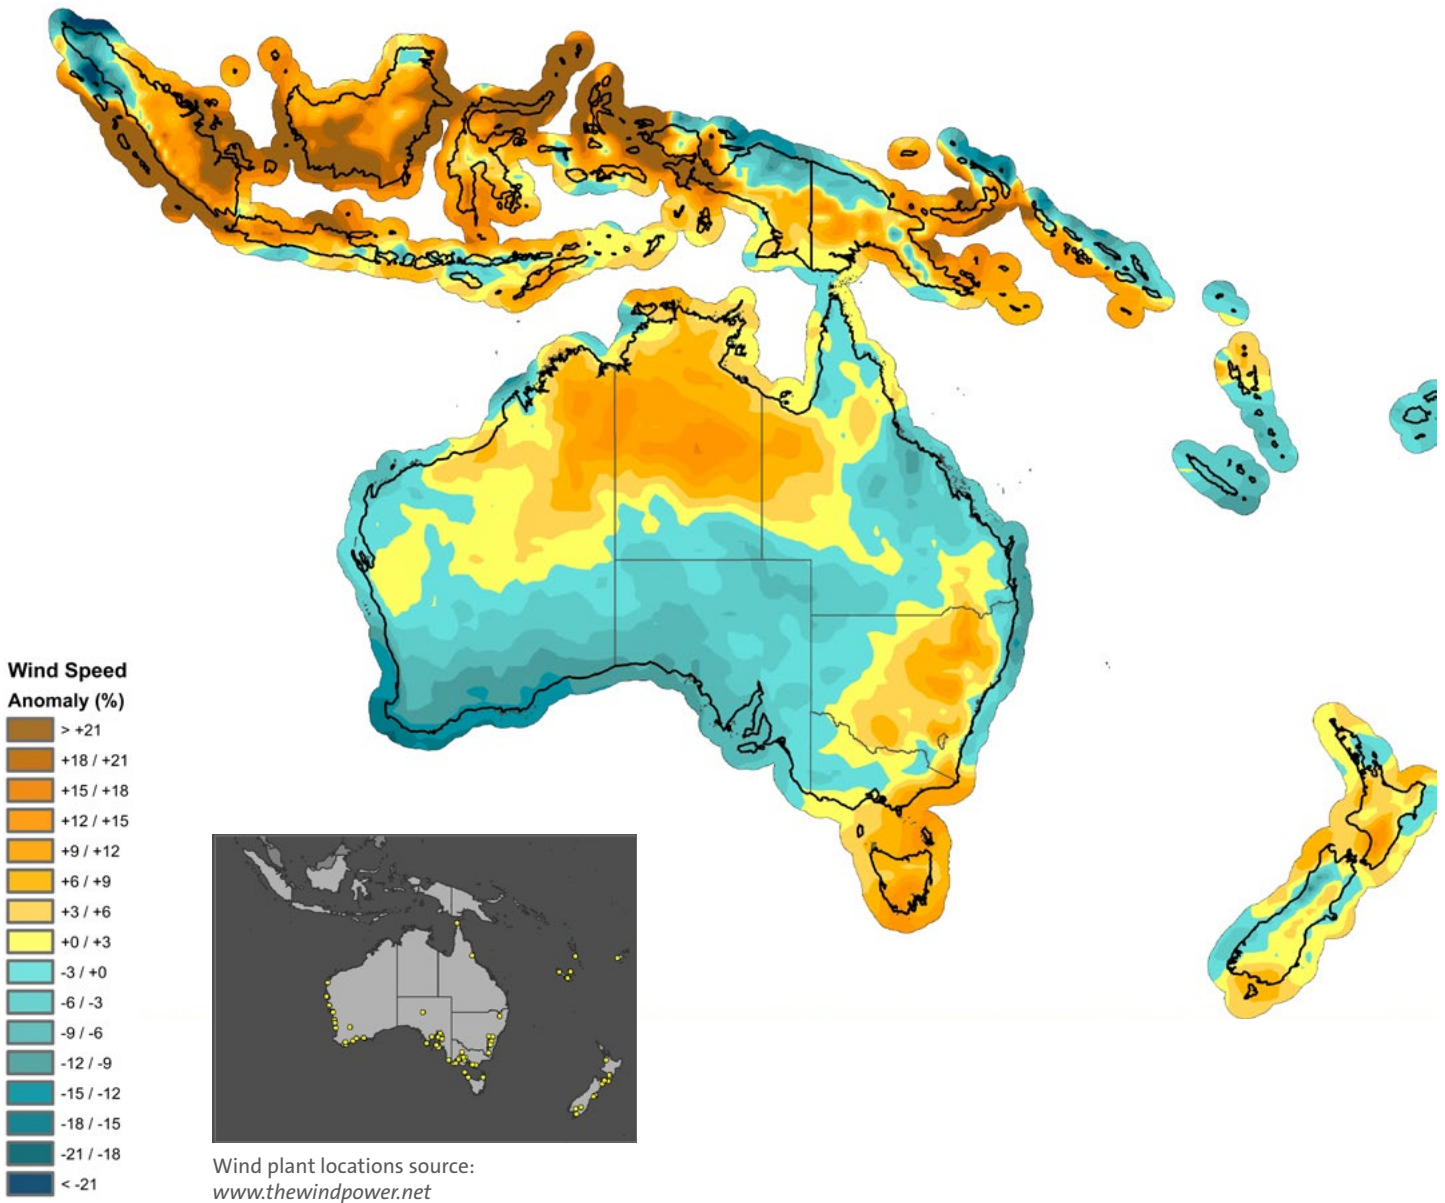 Wind Speed
Anomaly (%)
> +21
+18 / +21
+15 / +18
+12 / +15
+9 / +12
+6 / +9
+3 / +6
+0 / +3
-3 / +0
-6 / -3
-9 / -6
-12 / -9
-15 / -12
-18 / -15
-21 / -18
< -21
Wind plant locations source:
www.thewindpower.net